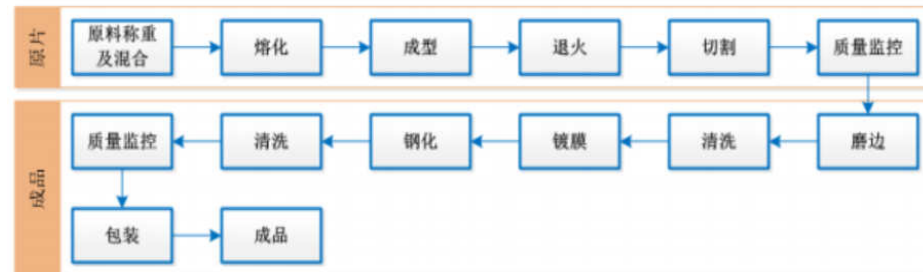 原片
原料称重
及混合
熔化
成型
退火
切割
质量监控
成品
磨边
清洗
镀膜
钢化
清洗
质量监控
包装
成品